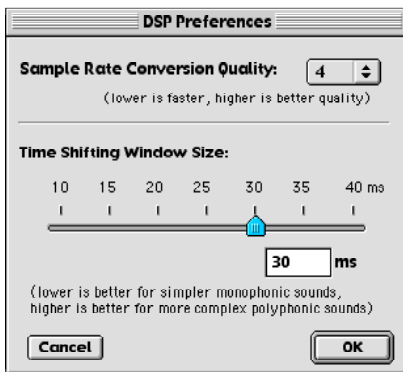 DSP Preferences
Sample Rate Conversion Quality: 4
(lower is faster, higher is better quality)
Time Shifting Window Size:
10 15 20 25 30 35 40 ms
30 ms
(lower is better for simpler monophonic sounds,
higher is better for more complex polyphonic sounds)
Cancel OK